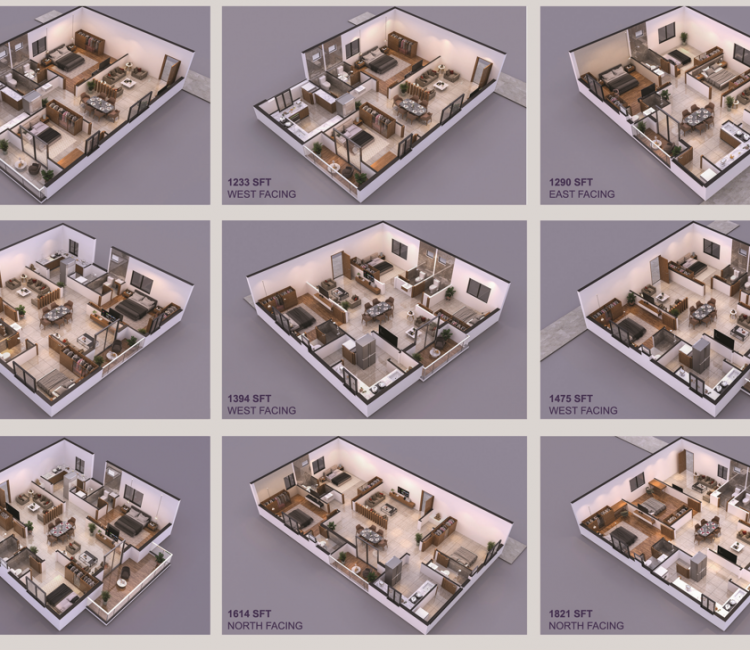 1233 SFT
WEST FACING
1290 SFT
EAST FACING
1394 SFT
WEST FACING
1475 SFT
WEST FACING
1614 SFT
NORTH FACING
1821 SFT
NORTH FACING